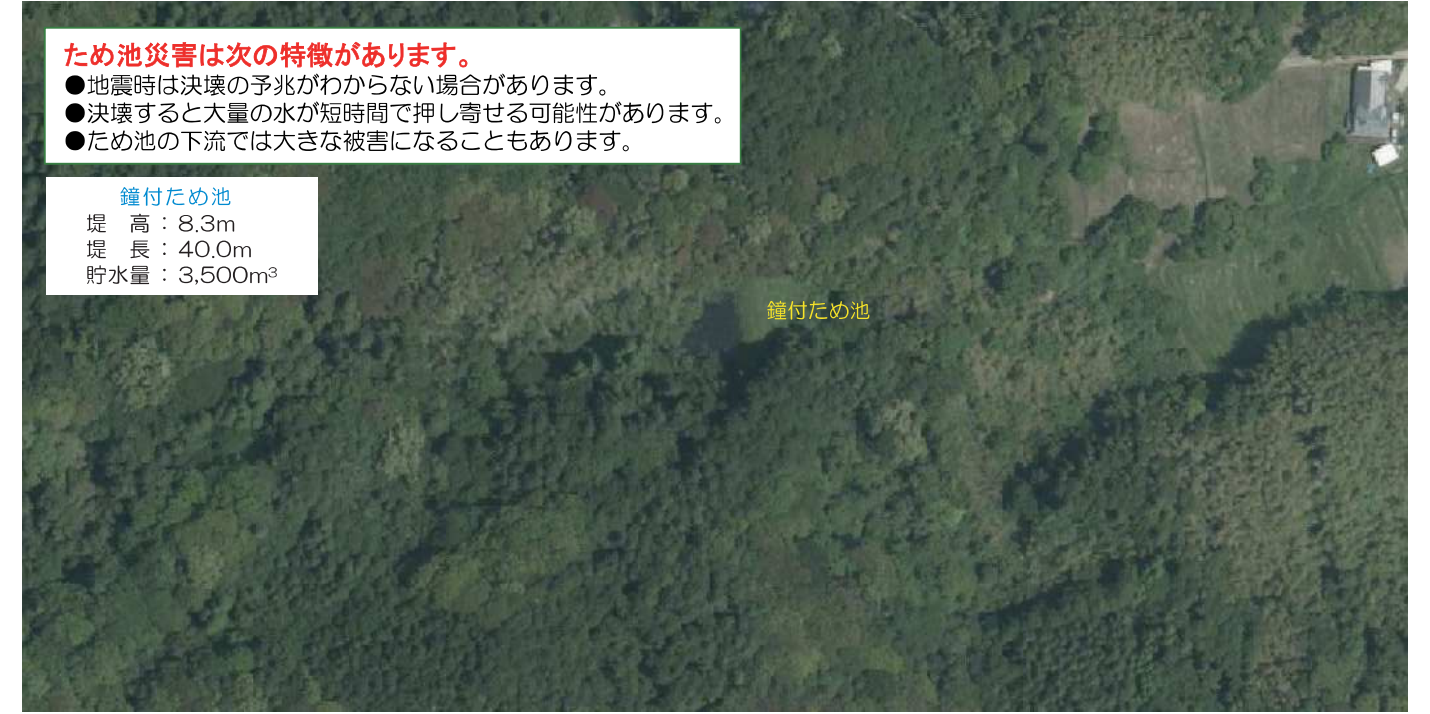 ため池災害は次の特徴があります。
●地震時は決壊の予兆がわからない場合があります。
●決壊すると大量の水が短時間で押し寄せる可能性があります。
●ため池の下流では大きな被害になることもあります。
鐘付ため池
堤　高：8.3m
堤　長：40.0m
貯水量：3,500m³
鐘付ため池